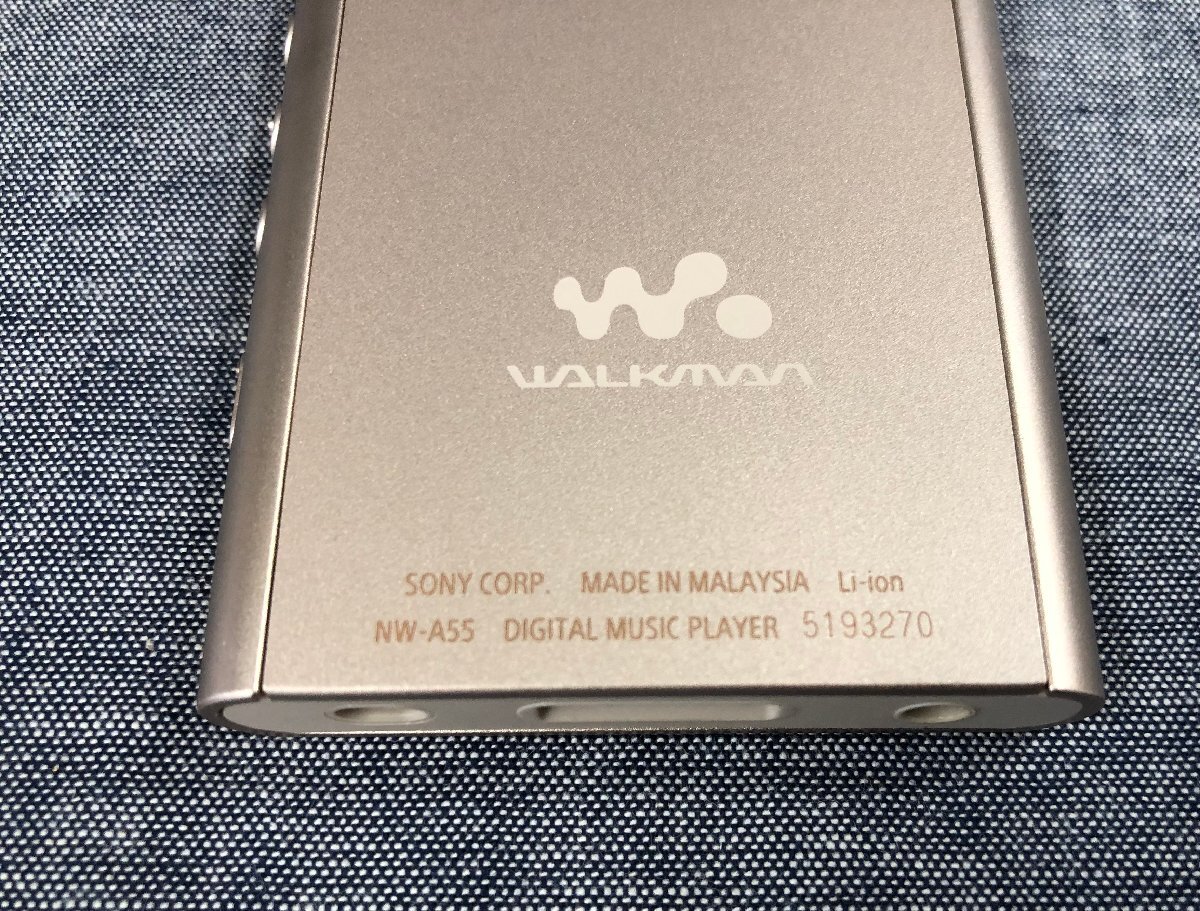 WALKMAN
SONY CORP. MADE IN MALAYSIA Li-ion
NW-A55 DIGITAL MUSIC PLAYER 5193270